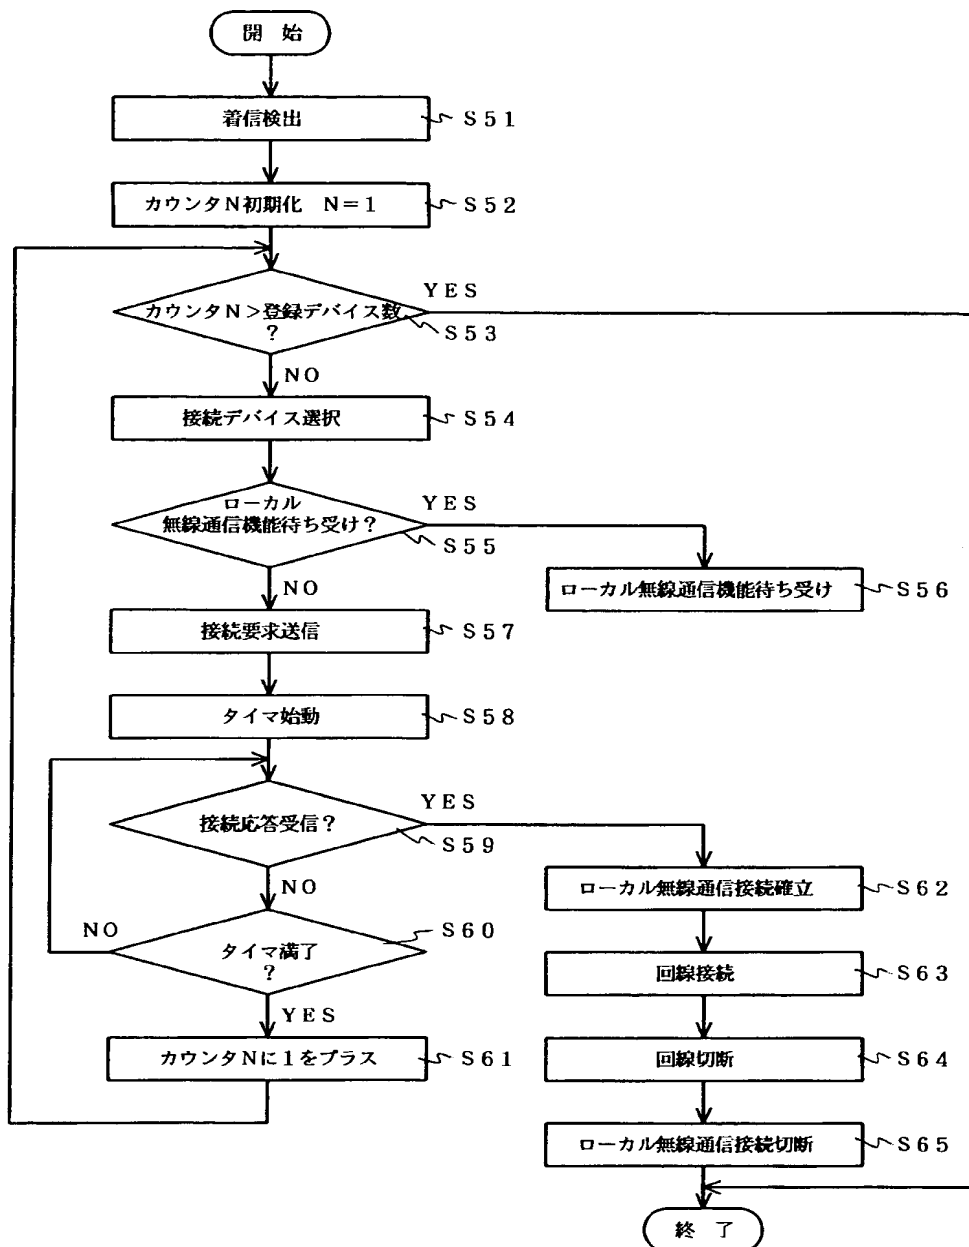 開 始
着信検出
S51
カウンタN初期化 N=1
S52
カウンタN>登録デバイス数
?
YES
S53
NO
接続デバイス選択
S54
ローカル
無線通信機能待ち受け?
YES
S55
ローカル無線通信機能待ち受け
S56
NO
接続要求送信
S57
タイマ始動
S58
接続応答受信?
YES
S59
NO
タイマ満了
?
S60
NO
YES
カウンタNに1をプラス
S61
ローカル無線通信接続確立
S62
回線接続
S63
回線切断
S64
ローカル無線通信接続切断
S65
終 了